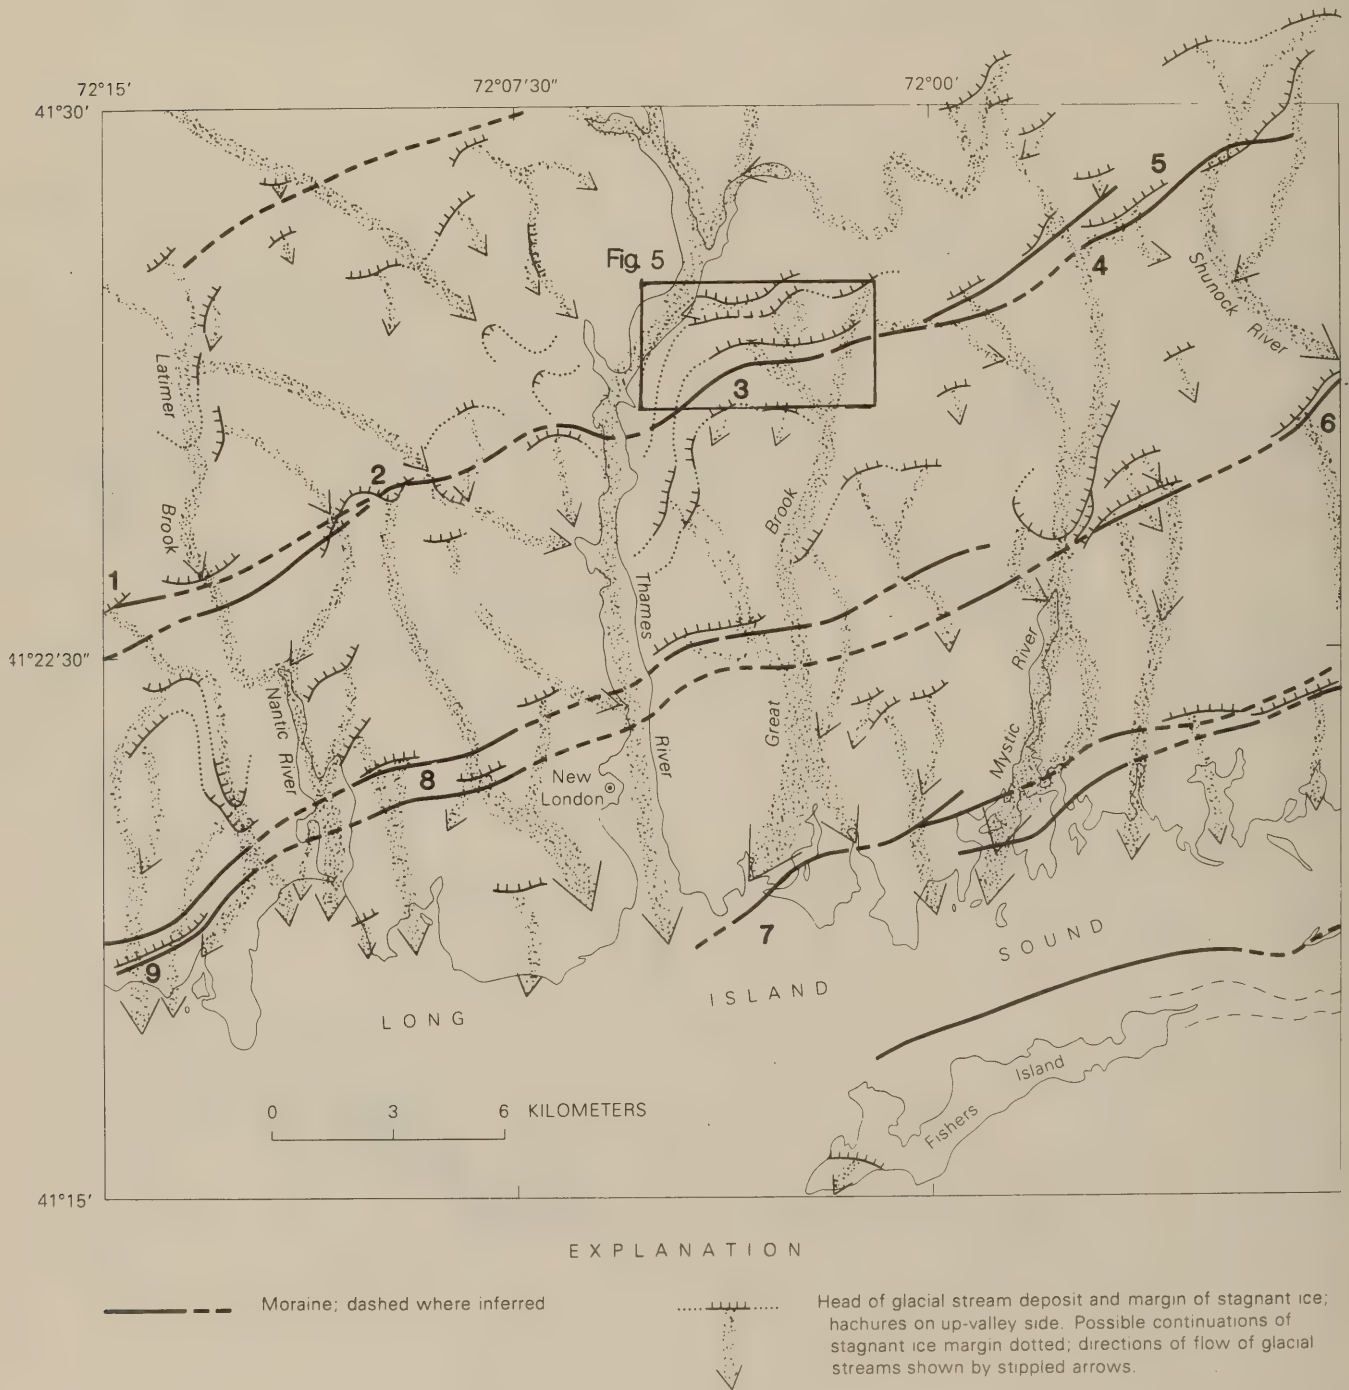 72°15′
72°07′30″
72°00′
41°30′
5
Fig. 5
4
Shunock River
Latimer
3
6
2
Brook
Brook
1
Thames
41°22′30″
River
Nantic River
Great
River
Mystic
8
New
London
7
SOUND
9
ISLAND
LONG
Island
0 3 6 KILOMETERS
Fishers
41°15′
EXPLANATION
Moraine; dashed where inferred
Head of glacial stream deposit and margin of stagnant ice;
hachures on up-valley side. Possible continuations of
stagnant ice margin dotted; directions of flow of glacial
streams shown by stippled arrows.